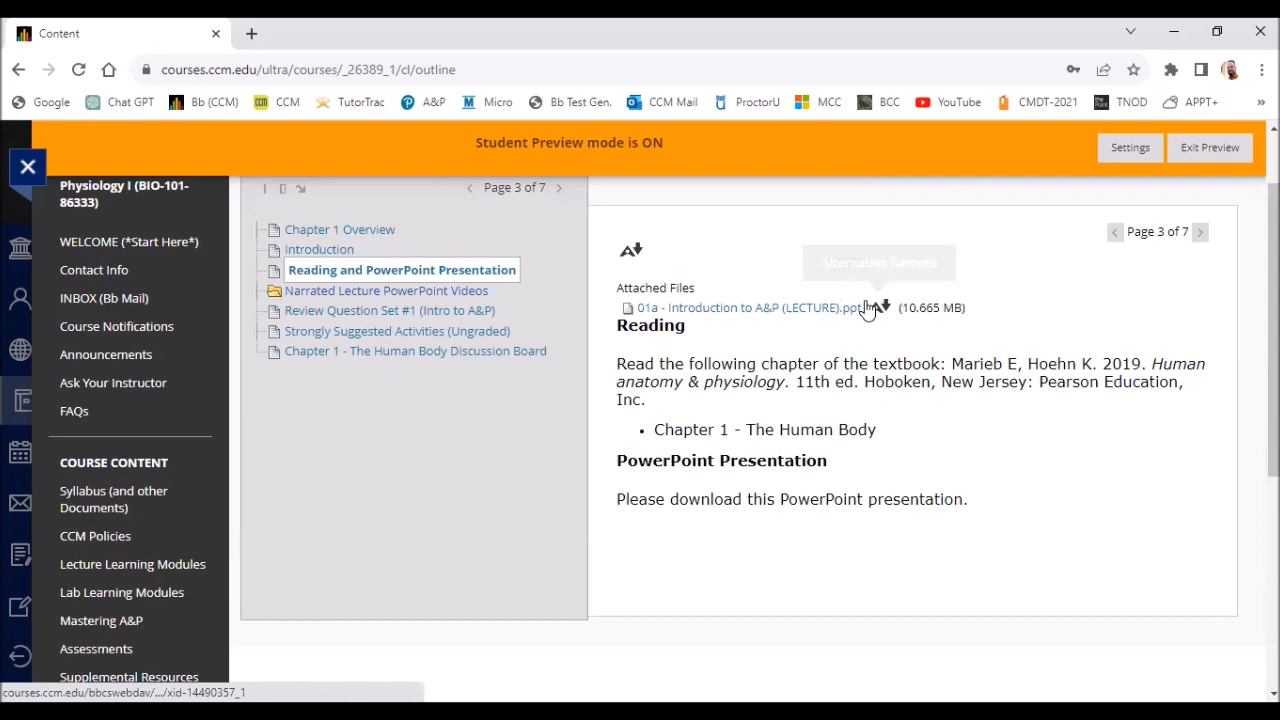 Content
courses.ccm.edu/ultra/courses/_26389_1/cl/outline
Google Chat GPT Bb (CCM) CCM TutorTrac A&P Micro Bb Test Gen. CCM Mail ProctorU MCC BCC YouTube CMDT-2021 TNOD APPT+ »
Student Preview mode is ON
Settings
Exit Preview
Physiology I (BIO-101-
86333)
WELCOME (*Start Here*)
Contact Info
INBOX (Bb Mail)
Course Notifications
Announcements
Ask Your Instructor
FAQs
COURSE CONTENT
Syllabus (and other
Documents)
CCM Policies
Lecture Learning Modules
Lab Learning Modules
Mastering A&P
Assessments
Supplemental Resources
Page 3 of 7
Chapter 1 Overview
Introduction
Reading and PowerPoint Presentation
Narrated Lecture PowerPoint Videos
Review Question Set #1 (Intro to A&P)
Strongly Suggested Activities (Ungraded)
Chapter 1 - The Human Body Discussion Board
Page 3 of 7
Alternative formats
Attached Files
01a - Introduction to A&P (LECTURE).ppt (10.665 MB)
Reading
Read the following chapter of the textbook: Marieb E, Hoehn K. 2019. Human
anatomy & physiology. 11th ed. Hoboken, New Jersey: Pearson Education,
Inc.
• Chapter 1 - The Human Body
PowerPoint Presentation
Please download this PowerPoint presentation.
courses.ccm.edu/bbcswebdav/.../xid-14490357_1